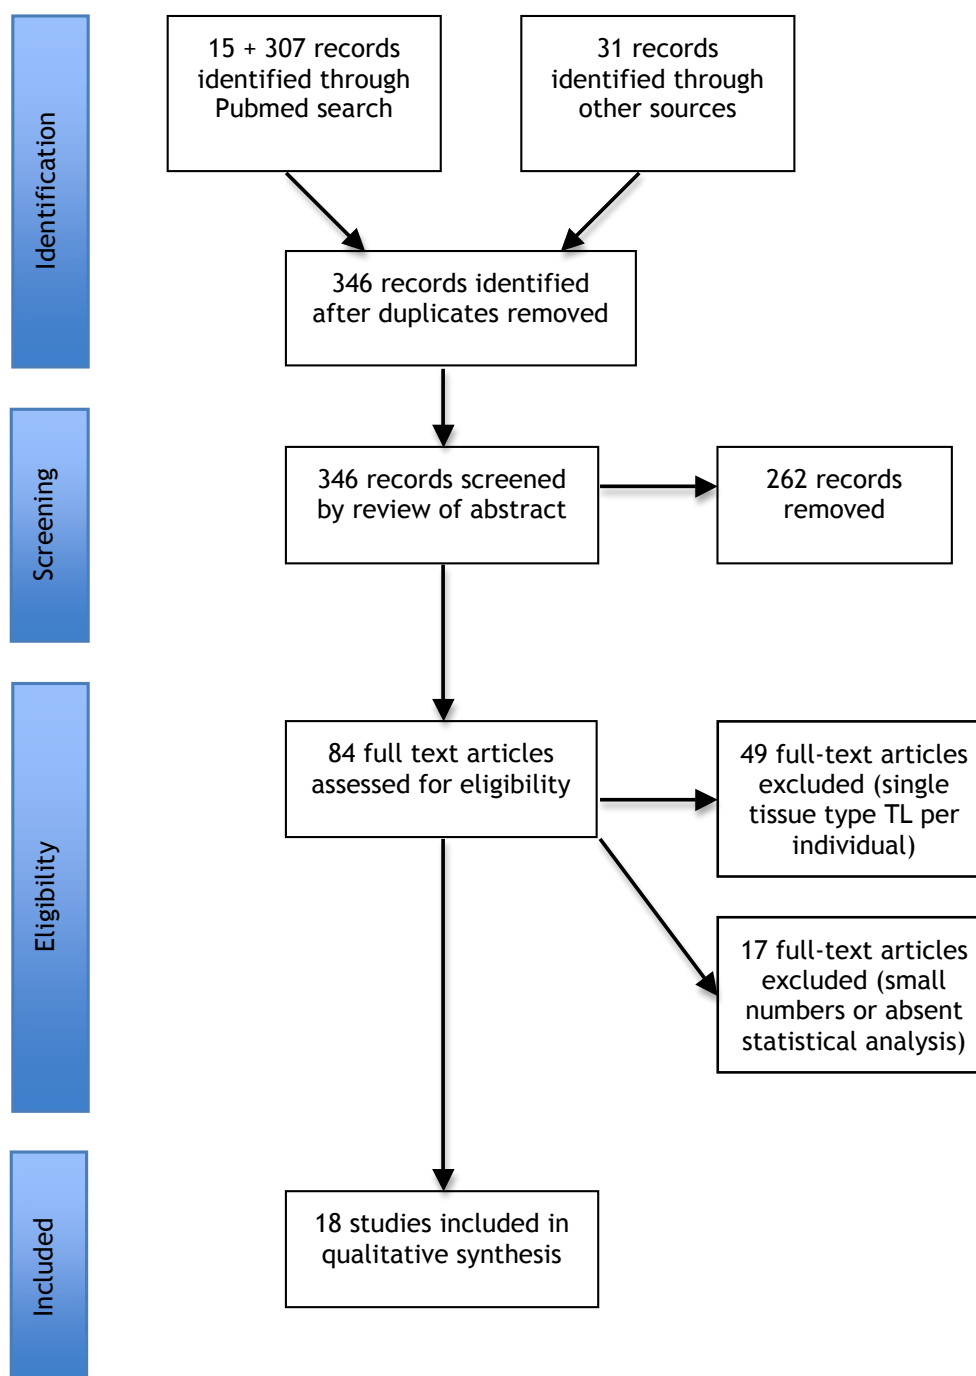 Identification
15 + 307 records
identified through
Pubmed search
31 records
identified through
other sources
346 records identified
after duplicates removed
Screening
346 records screened
by review of abstract
262 records
removed
Eligibility
84 full text articles
assessed for eligibility
49 full-text articles
excluded (single
tissue type TL per
individual)
17 full-text articles
excluded (small
numbers or absent
statistical analysis)
Included
18 studies included in
qualitative synthesis